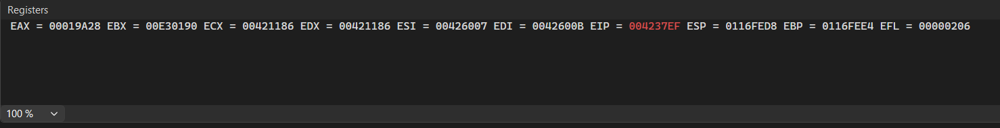 Registers
EAX = 00019A28 EBX = 00E30190 ECX = 00421186 EDX = 00421186 ESI = 00426007 EDI = 0042600B EIP = 004237EF ESP = 0116FED8 EBP = 0116FEE4 EFL = 00000206
100 %